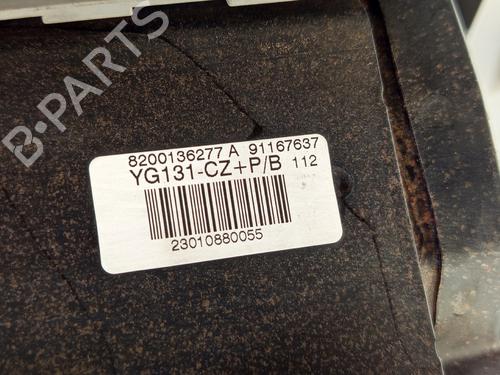 8200136277 A 91167637
YG131-CZ+P/B 112
23010880055
B-PARTS